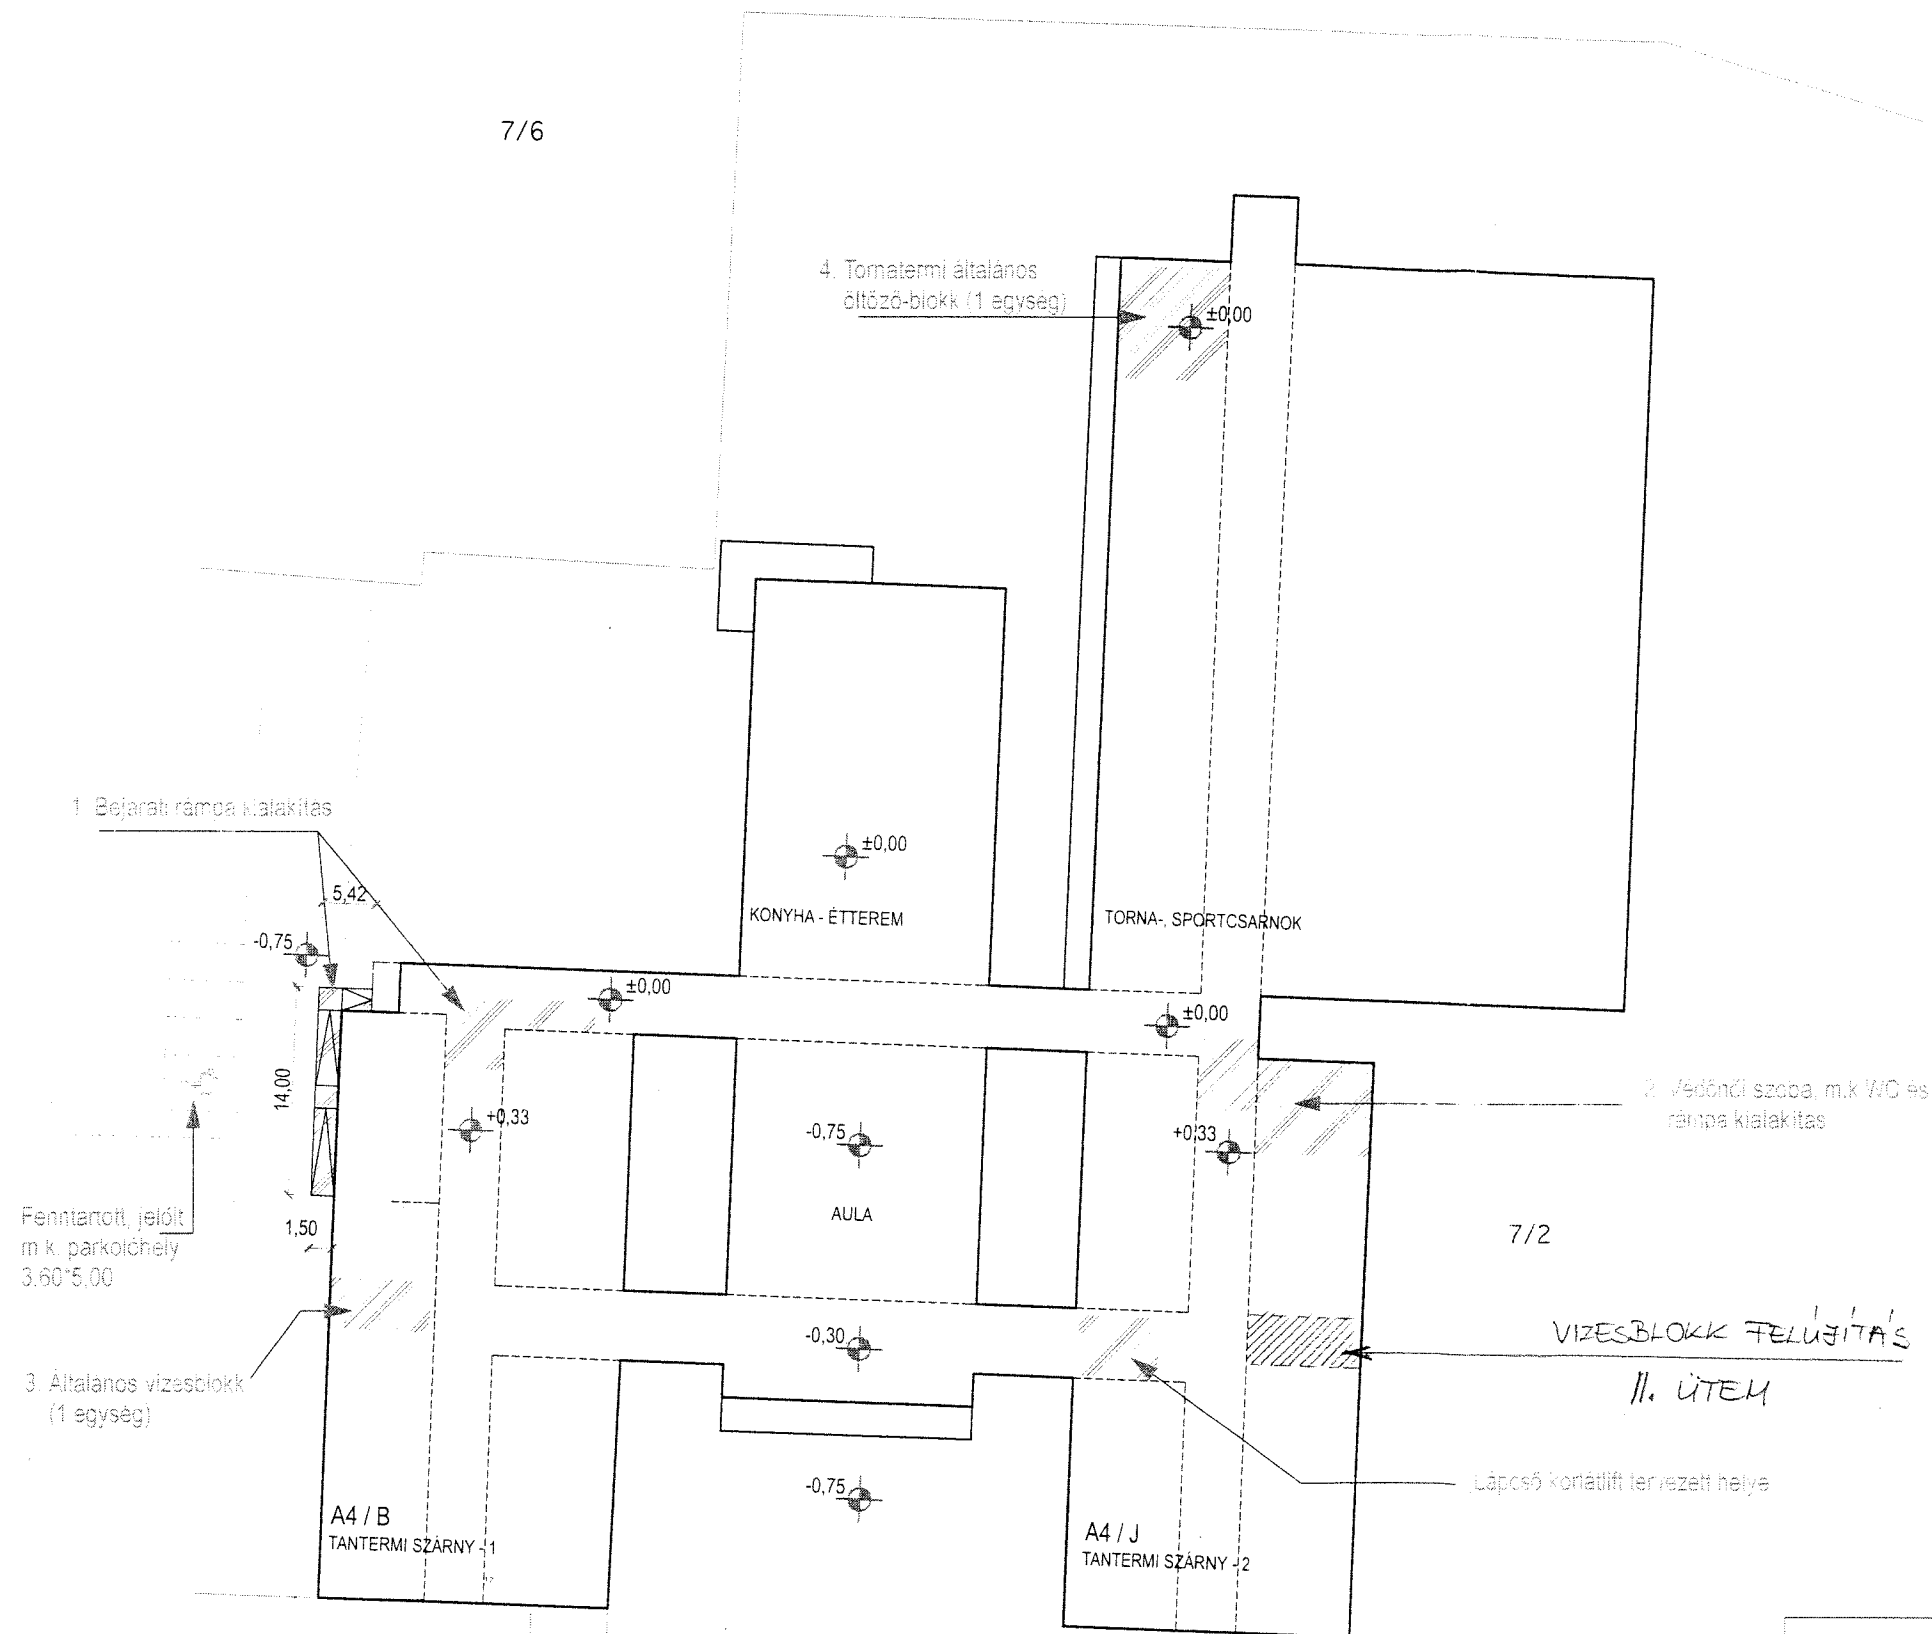 7/6
4. Tornatermi általános
öltöző-blokk (1 egység)
±0,00
1. Bejárati rámpa kialakítás
5,42
±0,00
KONYHA - ÉTTEREM
TORNA-, SPORTCSARNOK
-0,75
±0,00
±0,00
14,00
2. Védőnői szoba, m.k WC és
rámpa kialakítás
+0,33
-0,75
+0,33
Fenntartott, jelölt
m.k. parkolóhely
3.60*5,00
1,50
AULA
7/2
-0,30
VIZESBLOKK FELÚJÍTÁS
II. ÜTEM
3. Általános vizesblokk
(1 egység)
-0,75
Lépcső korlátlift tervezett helye
A4 / B
TANTERMI SZÁRNY - 1
A4 / J
TANTERMI SZÁRNY - 2